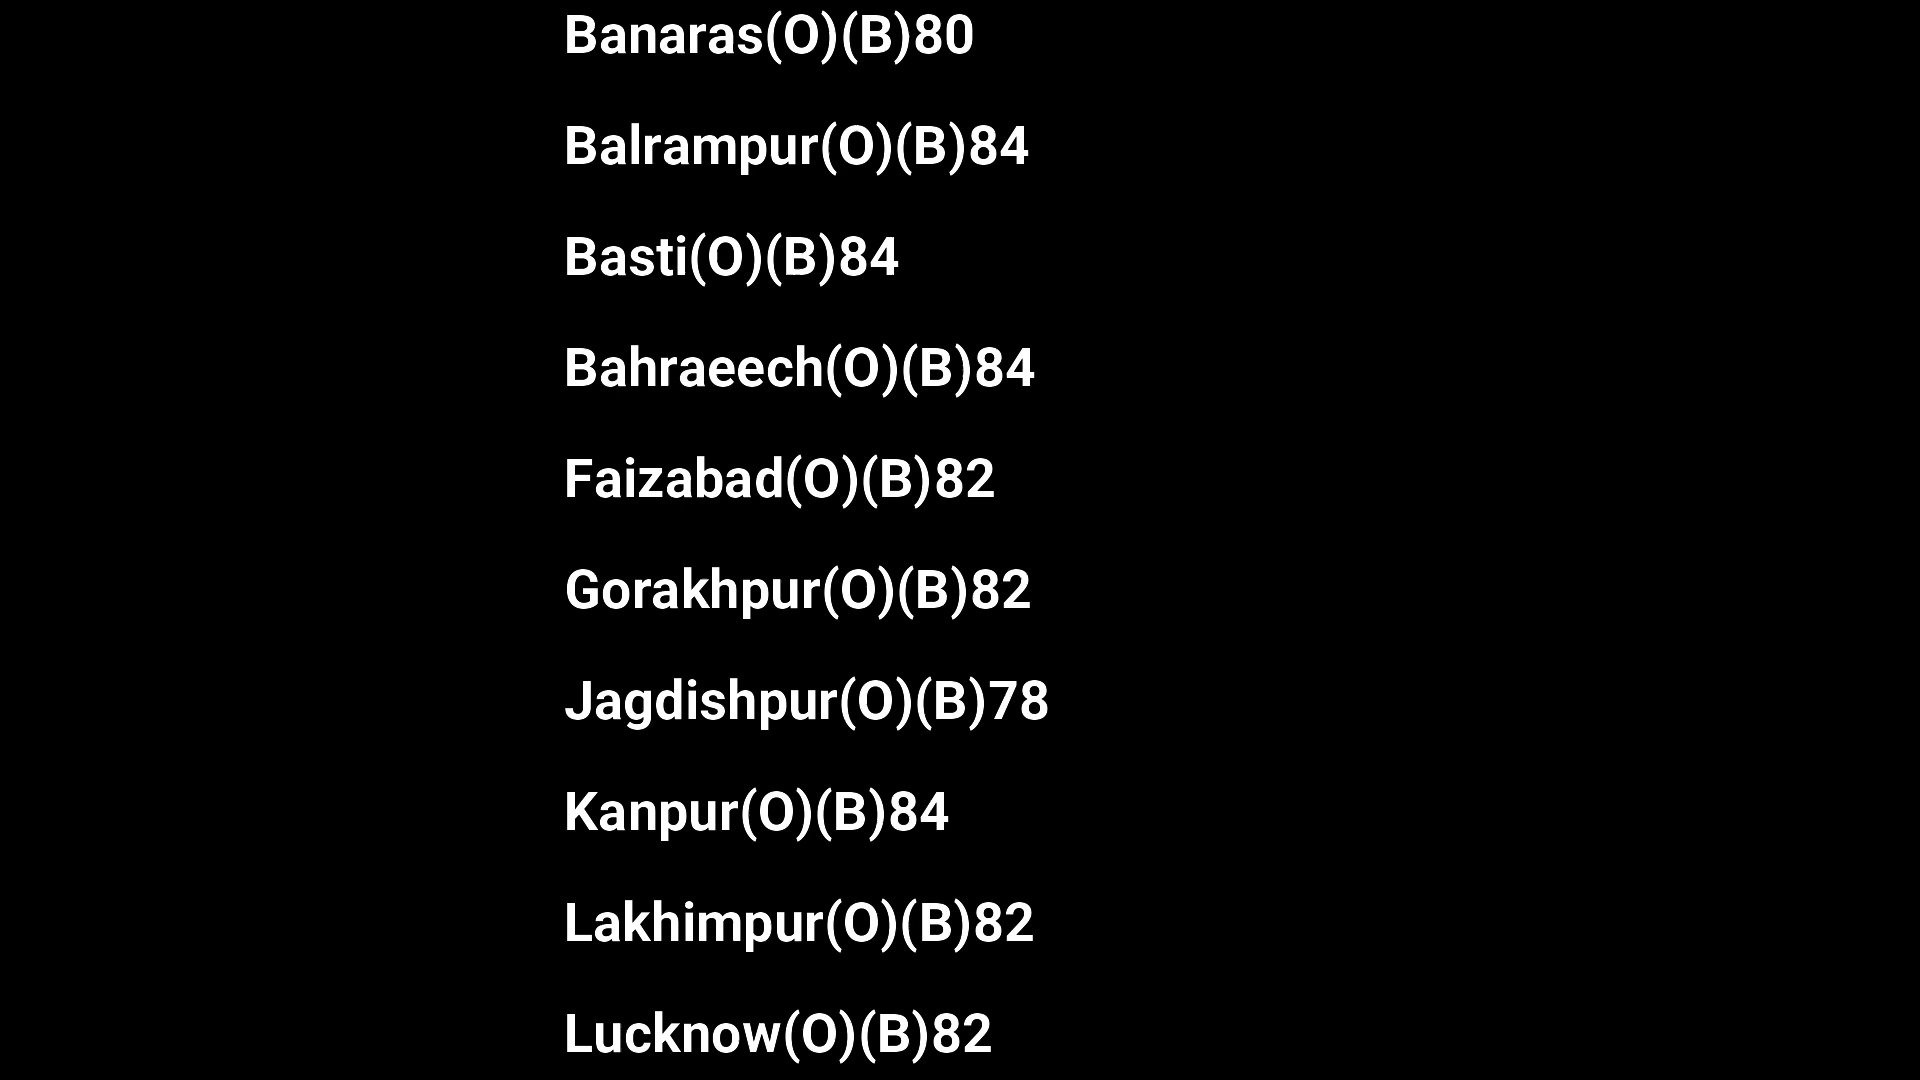 Banaras(O)(B)80
Balrampur(O)(B)84
Basti(O)(B)84
Bahraeech(O)(B)84
Faizabad(O)(B)82
Gorakhpur(O)(B)82
Jagdishpur(O)(B)78
Kanpur(O)(B)84
Lakhimpur(O)(B)82
Lucknow(O)(B)82